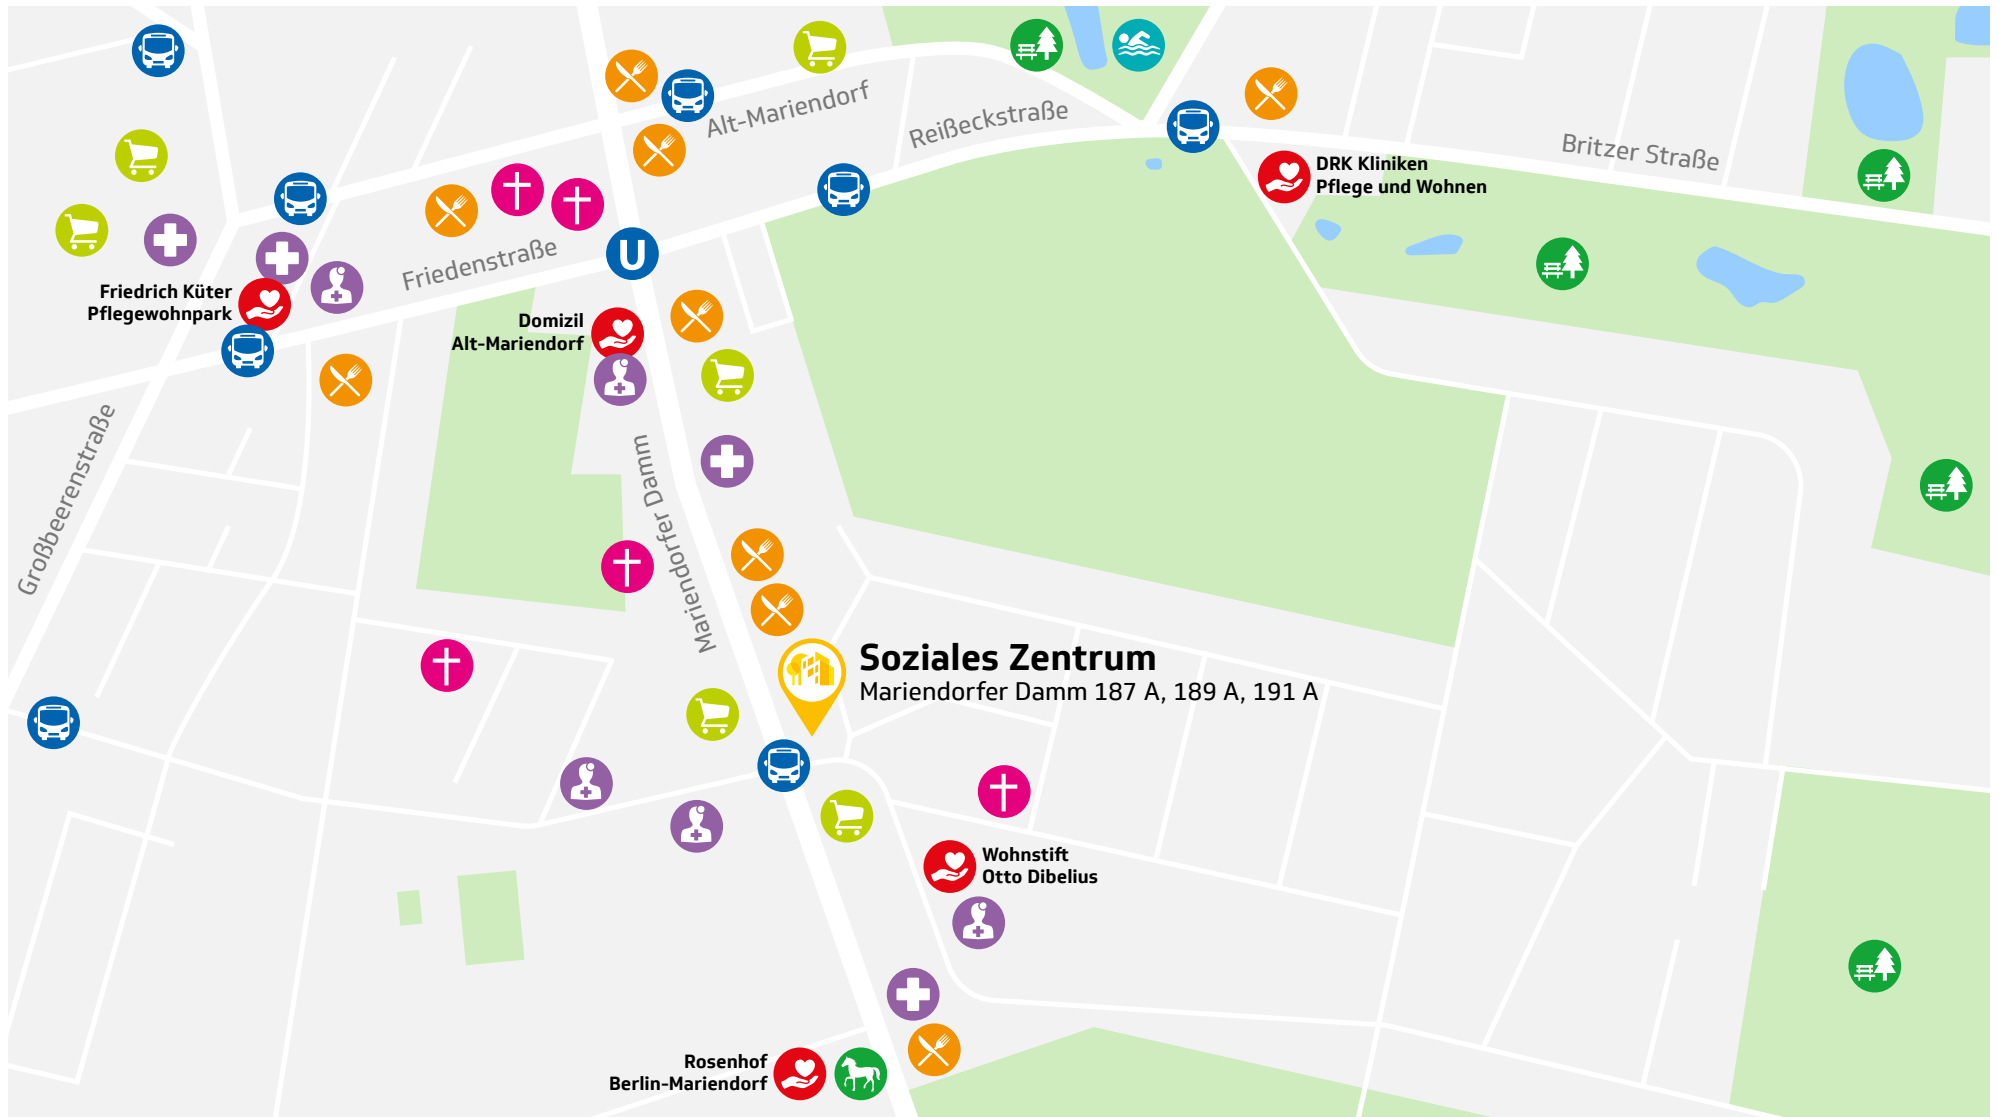 Alt-Mariendorf
Reißeckstraße
Britzer Straße
DRK Kliniken
Pflege und Wohnen
Friedenstraße
U
Friedrich Küter
Pflegewohnpark
Domizil
Alt-Mariendorf
Großbeerenstraße
Mariendorfer Damm
Soziales Zentrum
Mariendorfer Damm 187 A, 189 A, 191 A
Wohnstift
Otto Dibelius
Rosenhof
Berlin-Mariendorf